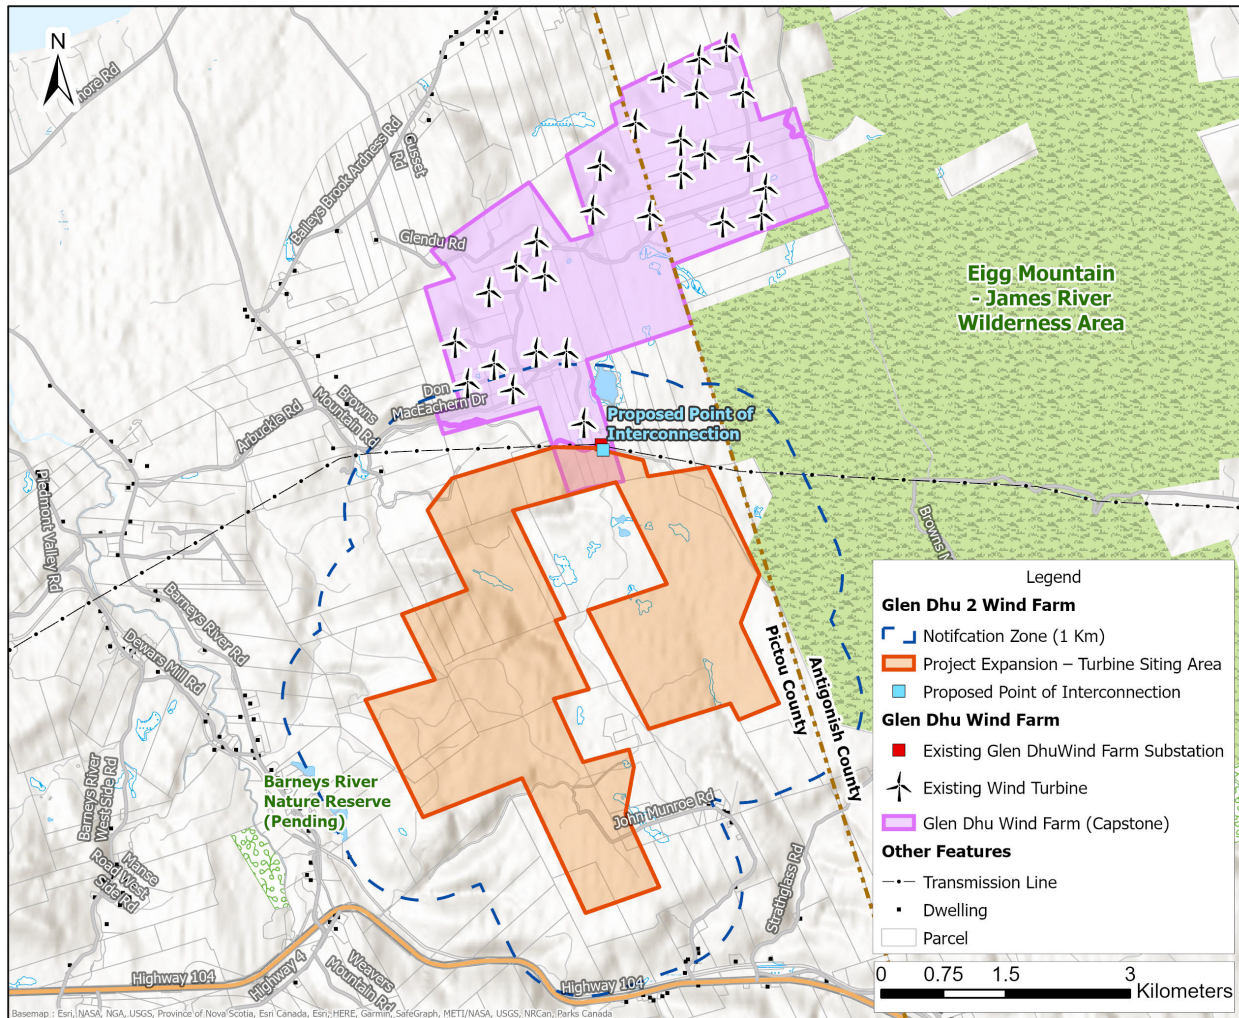 N
hore Rd
Baileys Brook Ardness Rd
Gusset
Rd
Glendu Rd
Eigg Mountain
- James River
Wilderness Area
Don
MacEachern Dr
Browns
Mountain Rd
Arbuckle Rd
Proposed Point of
Interconnection
Piedmont Valley Rd
Barneys River Rd
Dewars Mill Rd
Browns M
Pictou County
Antigonish County
Barneys River
West Side Rd
Barneys River
Nature Reserve
(Pending)
John Munroe Rd
Manse
Road West
Side Rd
Strathglass Rd
Highway 104
Highway 4
Weavers
Mountain Rd
Highway 104
Legend
Glen Dhu 2 Wind Farm
Notifcation Zone (1 Km)
Project Expansion – Turbine Siting Area
Proposed Point of Interconnection
Glen Dhu Wind Farm
Existing Glen DhuWind Farm Substation
Existing Wind Turbine
Glen Dhu Wind Farm (Capstone)
Other Features
Transmission Line
Dwelling
Parcel
0 0.75 1.5 3
Kilometers
Basemap : Esri, NASA, NGA, USGS, Province of Nova Scotia, Esri Canada, Esri, HERE, Garmin, SafeGraph, METI/NASA, USGS, NRCan, Parks Canada